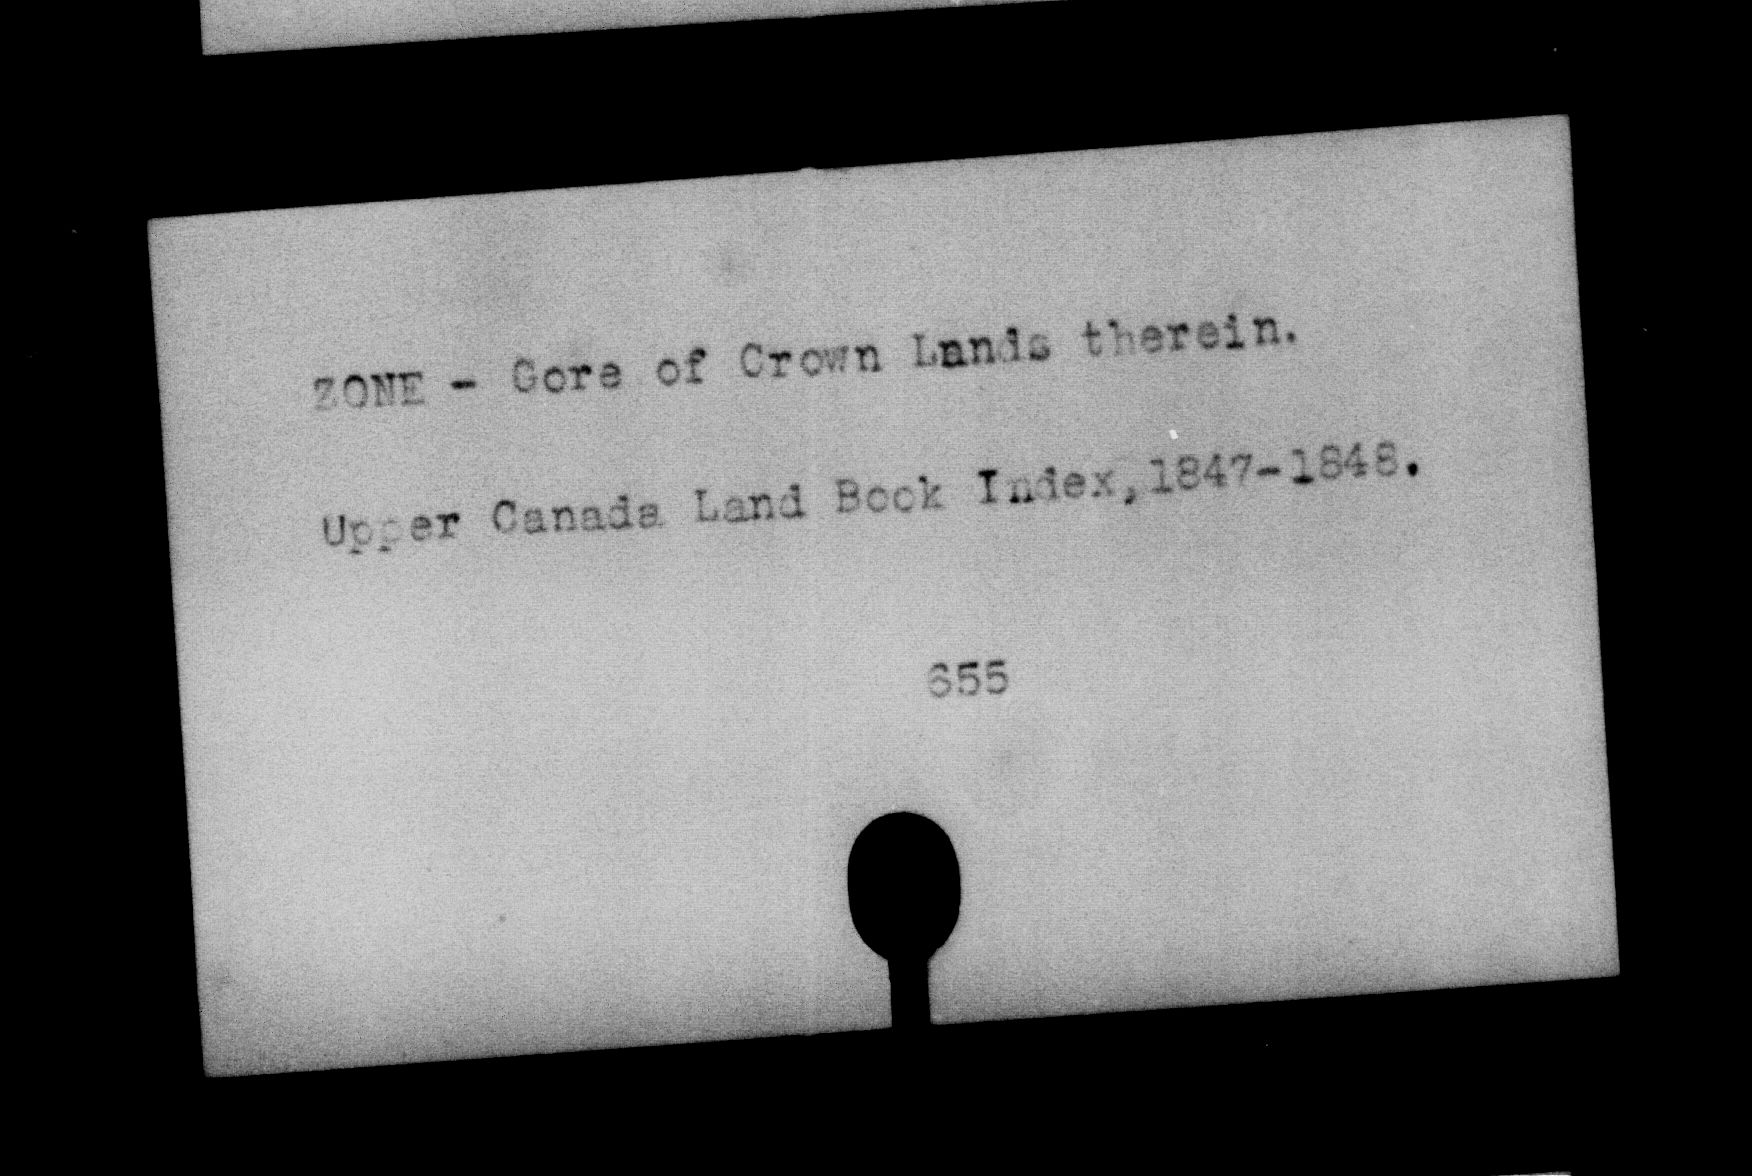 ZONE - Gore of Crown Lands therein.
Upper Canada Land Book Index,1847-1848.
655